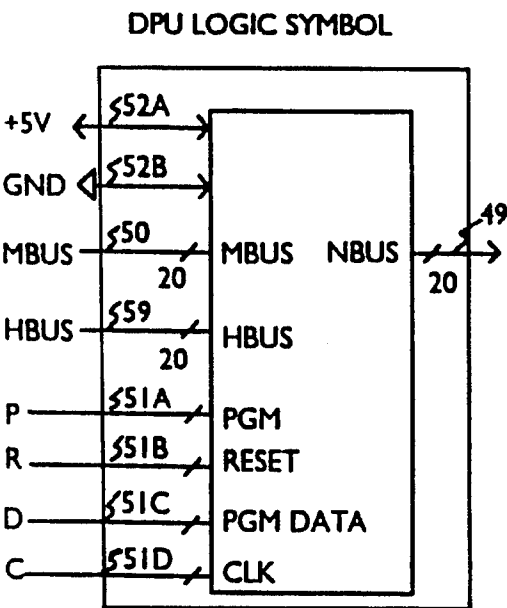 DPU LOGIC SYMBOL
+5V 52A
GND 52B
MBUS 50 20 MBUS NBUS 20 49
HBUS 59 20 HBUS
P 51A PGM
R 51B RESET
D 51C PGM DATA
C 51D CLK